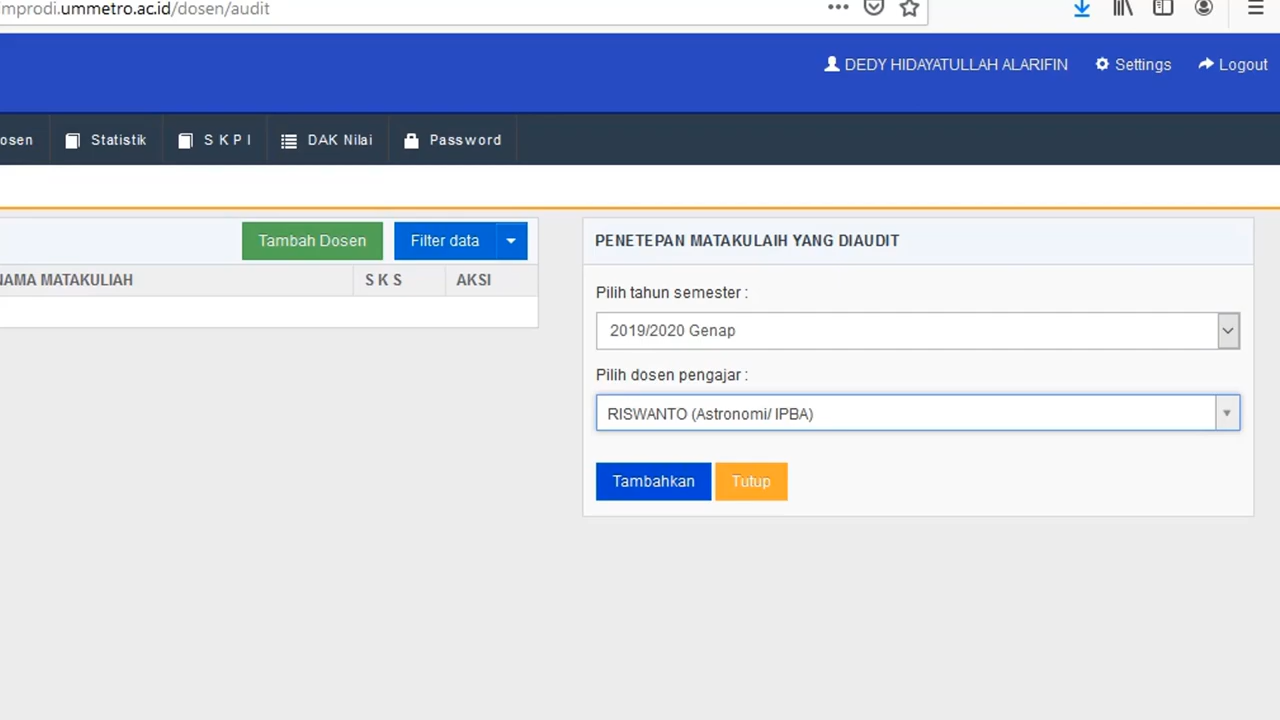 mprodi.ummetro.ac.id/dosen/audit
DEDY HIDAYATULLAH ALARIFIN Settings Logout
osen Statistik S K P I DAK Nilai Password
Tambah Dosen Filter data
NAMA MATAKULIAH S K S AKSI
PENETEPAN MATAKULAIH YANG DIAUDIT
Pilih tahun semester :
2019/2020 Genap
Pilih dosen pengajar :
RISWANTO (Astronomi/ IPBA)
Tambahkan Tutup